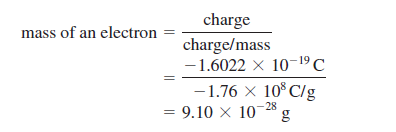 mass of an electron = charge
charge/mass
= −1.6022 × 10⁻¹⁹ C
−1.76 × 10⁸ C/g
= 9.10 × 10⁻²⁸ g